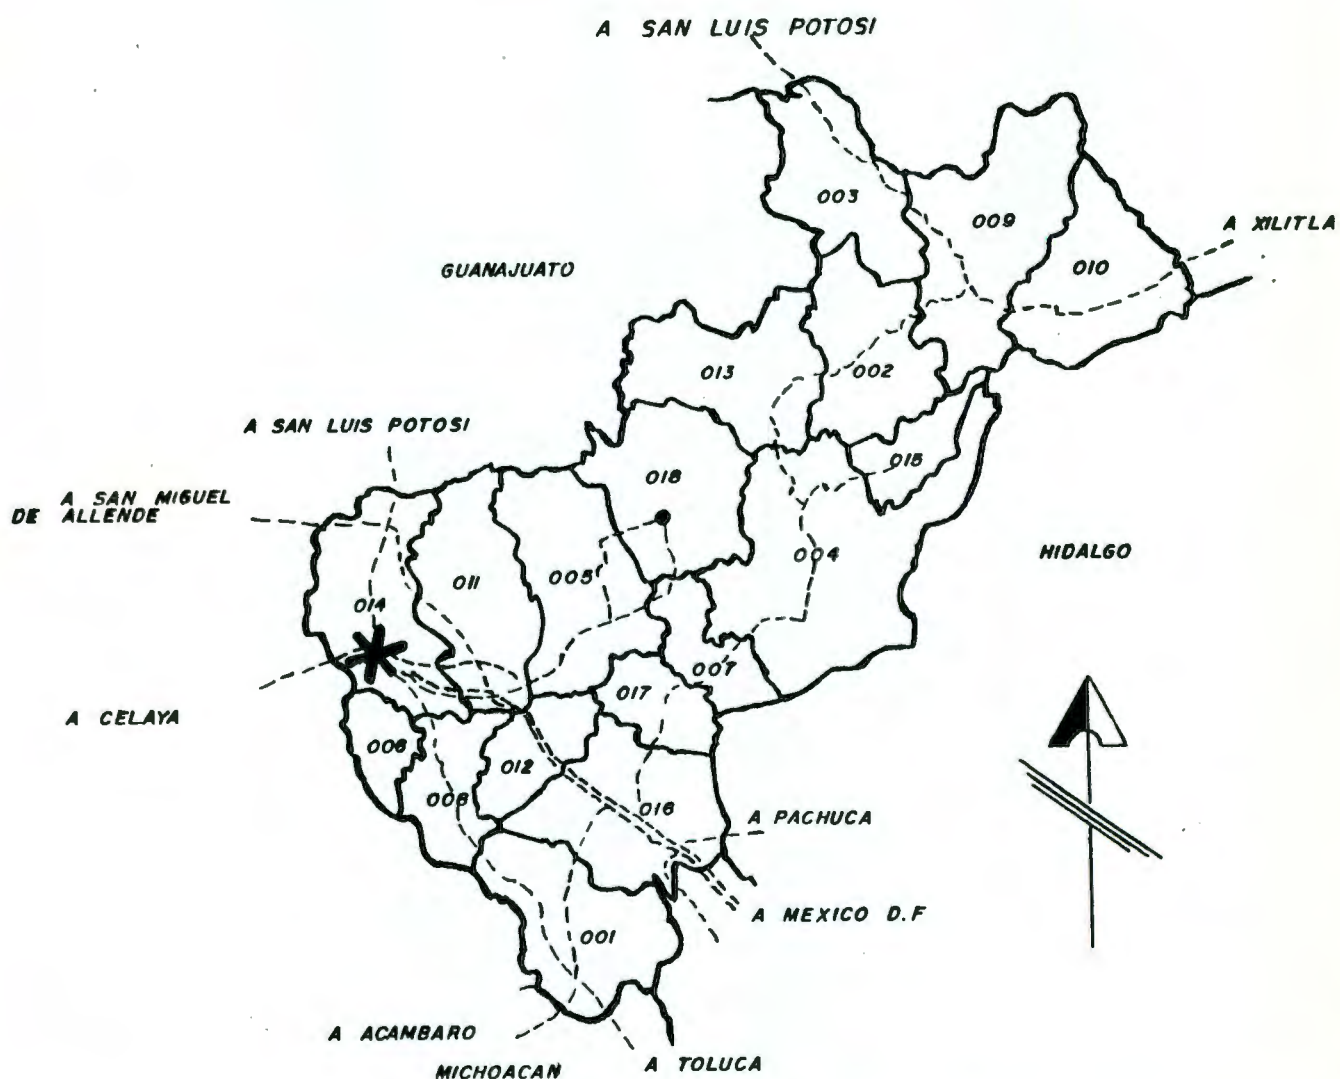 A SAN LUIS POTOSI
003
009
A XILITLA
010
GUANAJUATO
013
002
A SAN LUIS POTOSI
018
015
A SAN MIGUEL
DE ALLENDE
004
HIDALGO
011
005
014
007
017
A CELAYA
006
012
008
016
A PACHUCA
A MEXICO D.F
001
A ACAMBARO
A TOLUCA
MICHOACAN